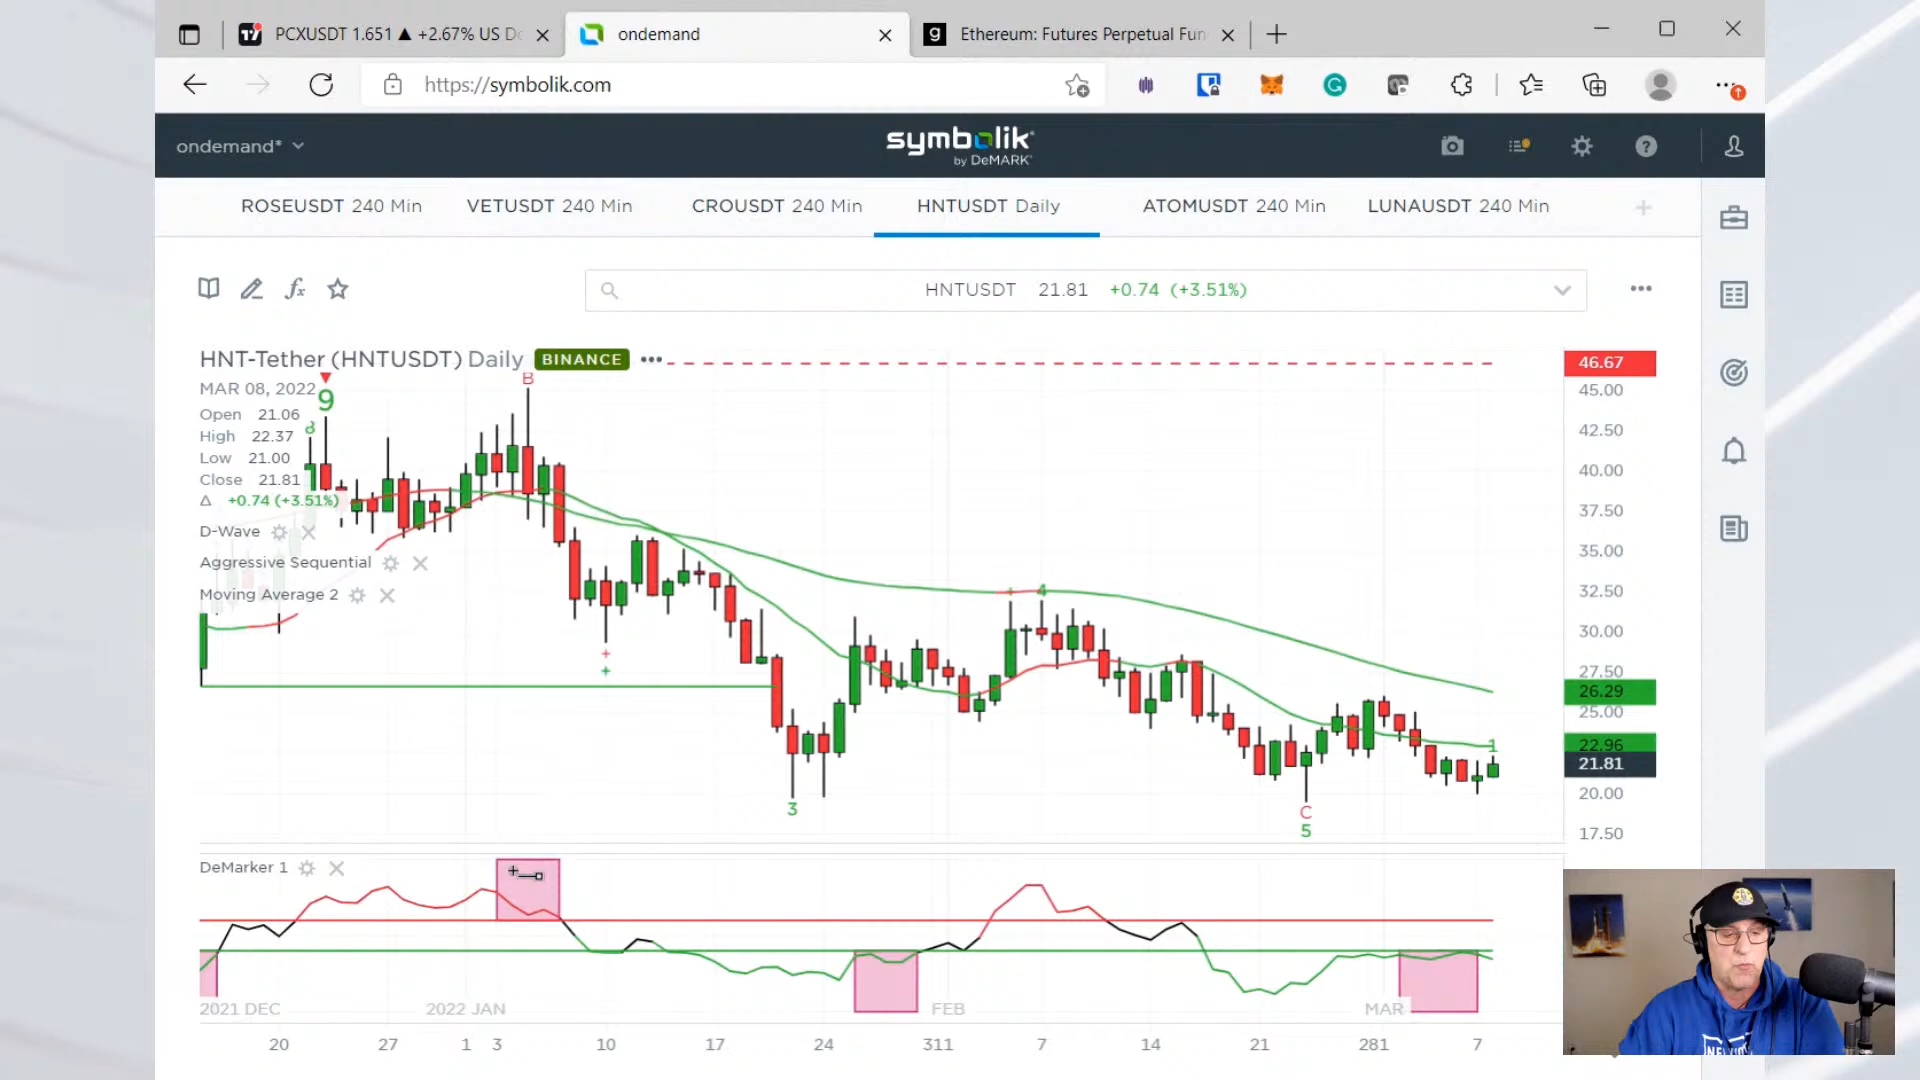 PCXUSDT 1.651 ▲ +2.67% US Do
ondemand
g
Ethereum: Futures Perpetual Fun
https://symbolik.com
ondemand*
symbolik
by DeMARK
ROSEUSDT 240 Min
VETUSDT 240 Min
CROUSDT 240 Min
HNTUSDT Daily
ATOMUSDT 240 Min
LUNAUSDT 240 Min
HNTUSDT 21.81 +0.74 (+3.51%)
HNT-Tether (HNTUSDT) Daily BINANCE
MAR 08, 2022
Open 21.06
High 22.37
Low 21.00
Close 21.81
Δ +0.74 (+3.51%)
D-Wave
Aggressive Sequential
Moving Average 2
9
8
B
+
+
3
+
4
C
5
1
46.67
45.00
42.50
40.00
37.50
35.00
32.50
30.00
27.50
26.29
25.00
22.96
21.81
20.00
17.50
DeMarker 1
2021 DEC 2022 JAN FEB MAR
20 27 1 3 10 17 24 311 7 14 21 281 7